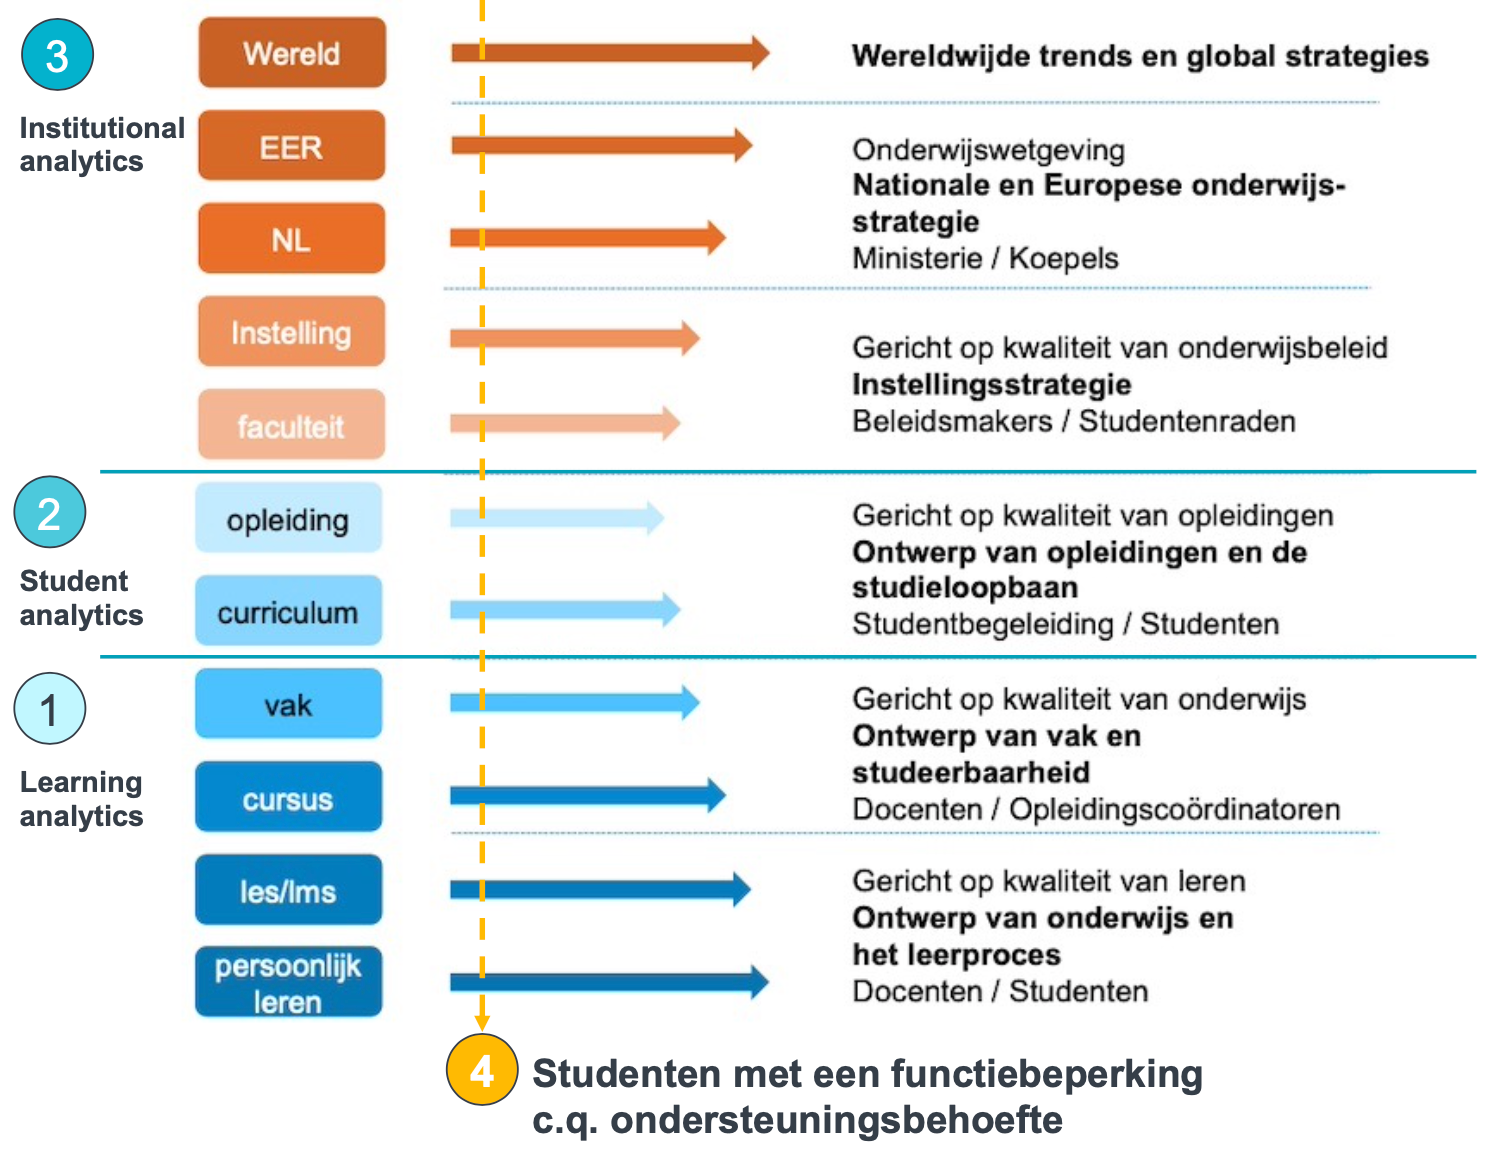 3
Institutional
analytics
Wereld
Wereldwijde trends en global strategies
EER
NL
Onderwijswetgeving
Nationale en Europese onderwijs-
strategie
Ministerie / Koepels
Instelling
faculteit
Gericht op kwaliteit van onderwijsbeleid
Instellingsstrategie
Beleidsmakers / Studentenraden
2
Student
analytics
opleiding
curriculum
Gericht op kwaliteit van opleidingen
Ontwerp van opleidingen en de
studieloopbaan
Studentbegeleiding / Studenten
1
Learning
analytics
vak
cursus
Gericht op kwaliteit van onderwijs
Ontwerp van vak en
studeerbaarheid
Docenten / Opleidingscoördinatoren
les/lms
persoonlijk
leren
Gericht op kwaliteit van leren
Ontwerp van onderwijs en
het leerproces
Docenten / Studenten
4
Studenten met een functiebeperking
c.q. ondersteuningsbehoefte